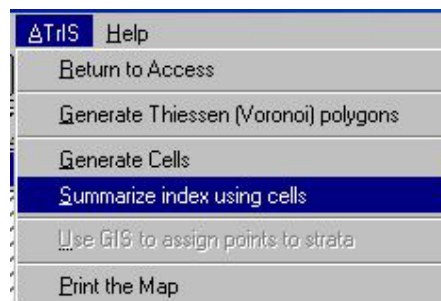 ATrIS Help
Return to Access
Generate Thiessen (Voronoi) polygons
Generate Cells
Summarize index using cells
Use GIS to assign points to strata
Print the Map